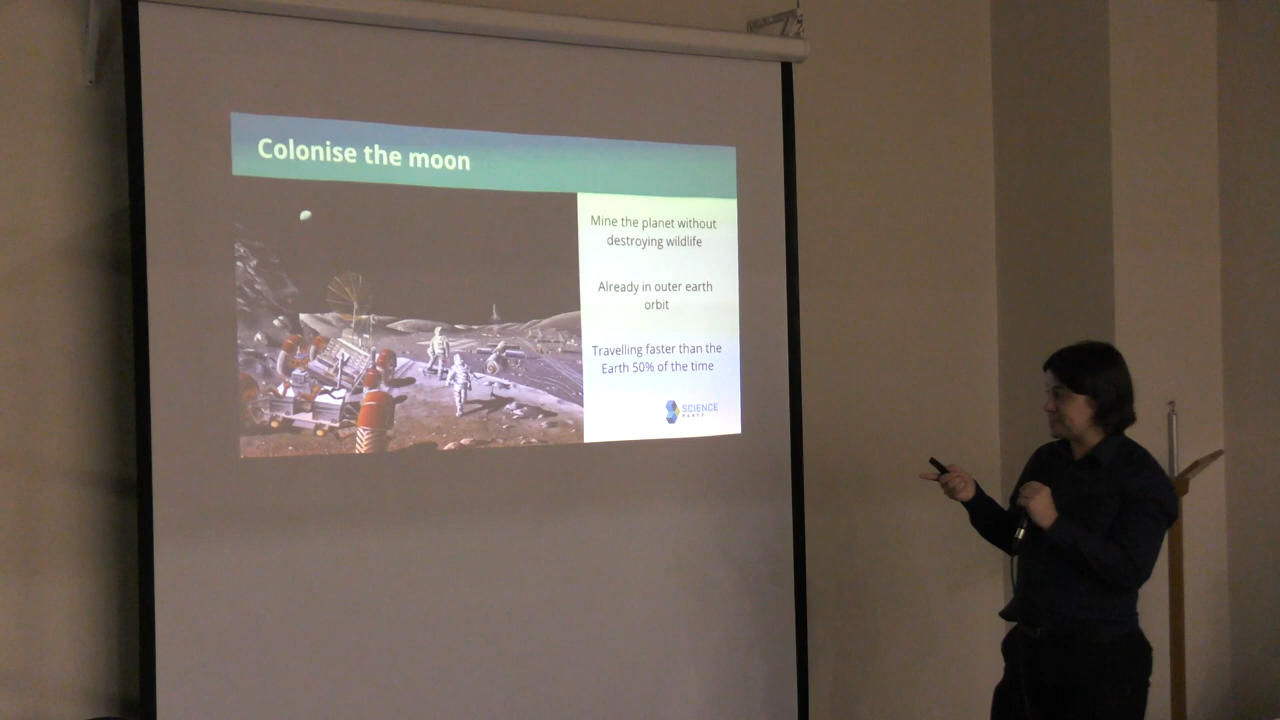 Colonise the moon
Mine the planet without
destroying wildlife
Already in outer earth
orbit
Travelling faster than the
Earth 50% of the time
SCIENCE
PARTY